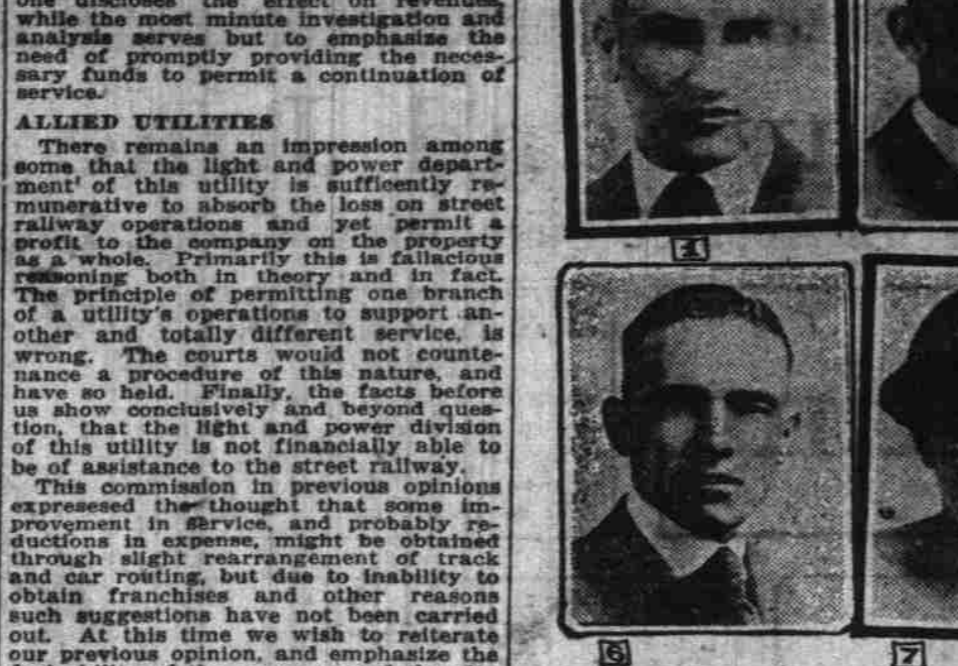 one discloses the effect on revenues,
while the most minute investigation and
analysis serves but to emphasize the
need of promptly providing the neces-
sary funds to permit a continuation of
service.
ALLIED UTILITIES
There remains an impression among
some that the light and power depart-
ment' of this utility is sufficently re-
munerative to absorb the loss on street
railway operations and yet permit a
profit to the company on the property
as a whole. Primarily this is fallacious
reasoning both in theory and in fact.
The principle of permitting one branch
of a utility's operations to support an-
other and totally different service, is
wrong. The courts would not counte-
nance a procedure of this nature, and
have so held. Finally, the facts before
us show conclusively and beyond ques-
tion, that the light and power division
of this utility is not financially able to
be of assistance to the street railway.
This commission in previous opinions
expresesed the thought that some im-
provement in service, and probably re-
ductions in expense, might be obtained
through slight rearrangement of track
and car routing, but due to inability to
obtain franchises and other reasons
such suggestions have not been carried
out. At this time we wish to reiterate
our previous opinion, and emphasize the
6
7